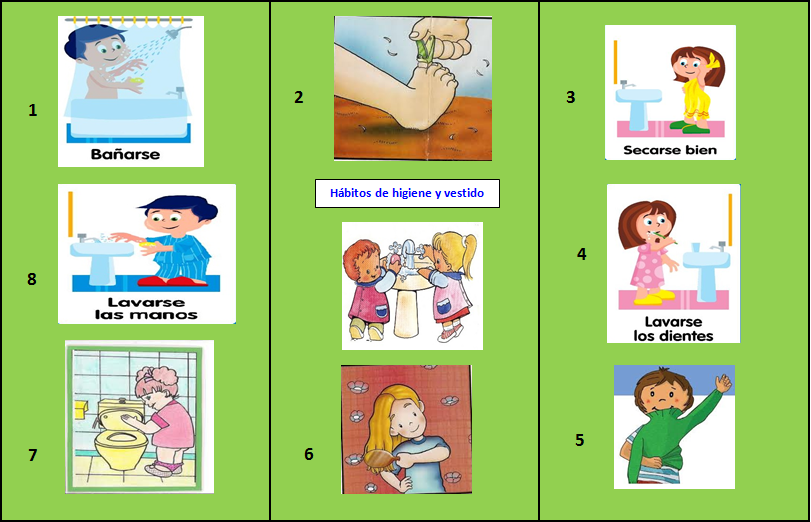 1
Bañarse
2
3
Secarse bien
8
Lavarse
las manos
Hábitos de higiene y vestido
4
Lavarse
los dientes
7
6
5